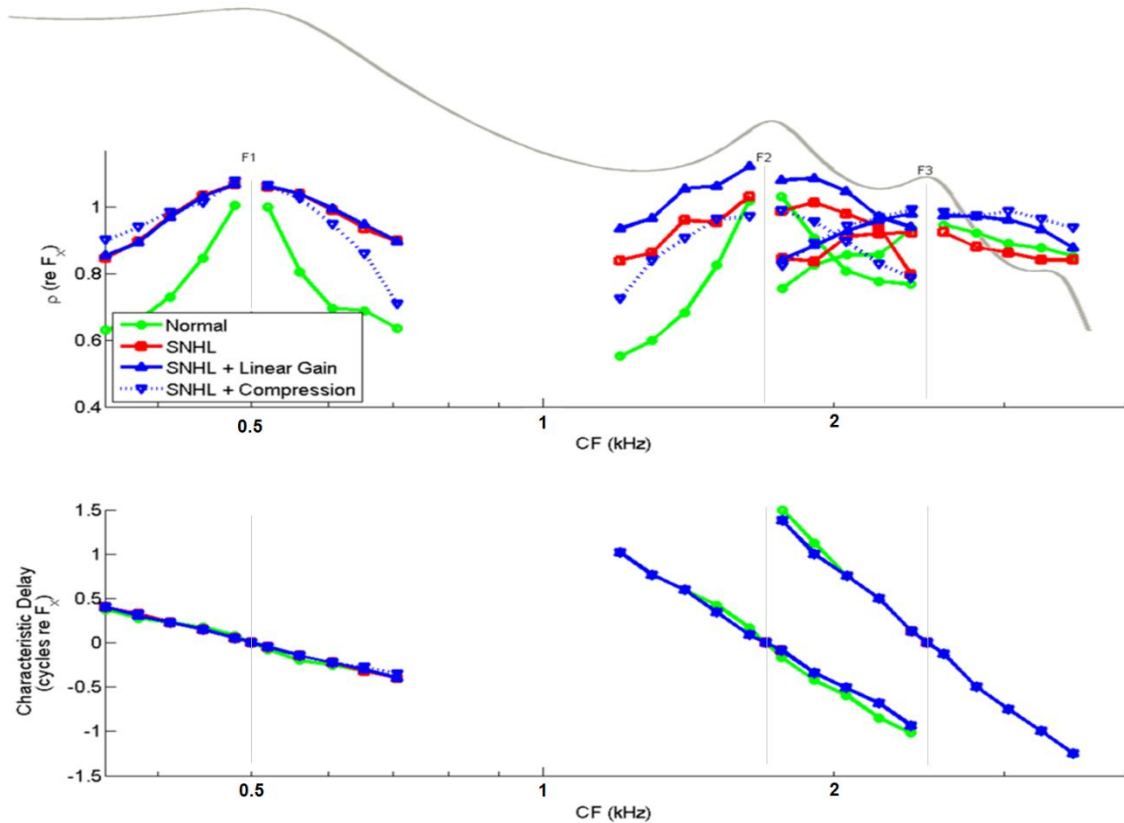 F1
F2
F3
1
0.8
0.6
0.4
ρ (re Fₓ)
Normal
SNHL
SNHL + Linear Gain
SNHL + Compression
0.5
1
2
CF (kHz)
1.5
1
0.5
0
-0.5
-1
-1.5
Characteristic Delay
(cycles re Fₓ)
0.5
1
2
CF (kHz)